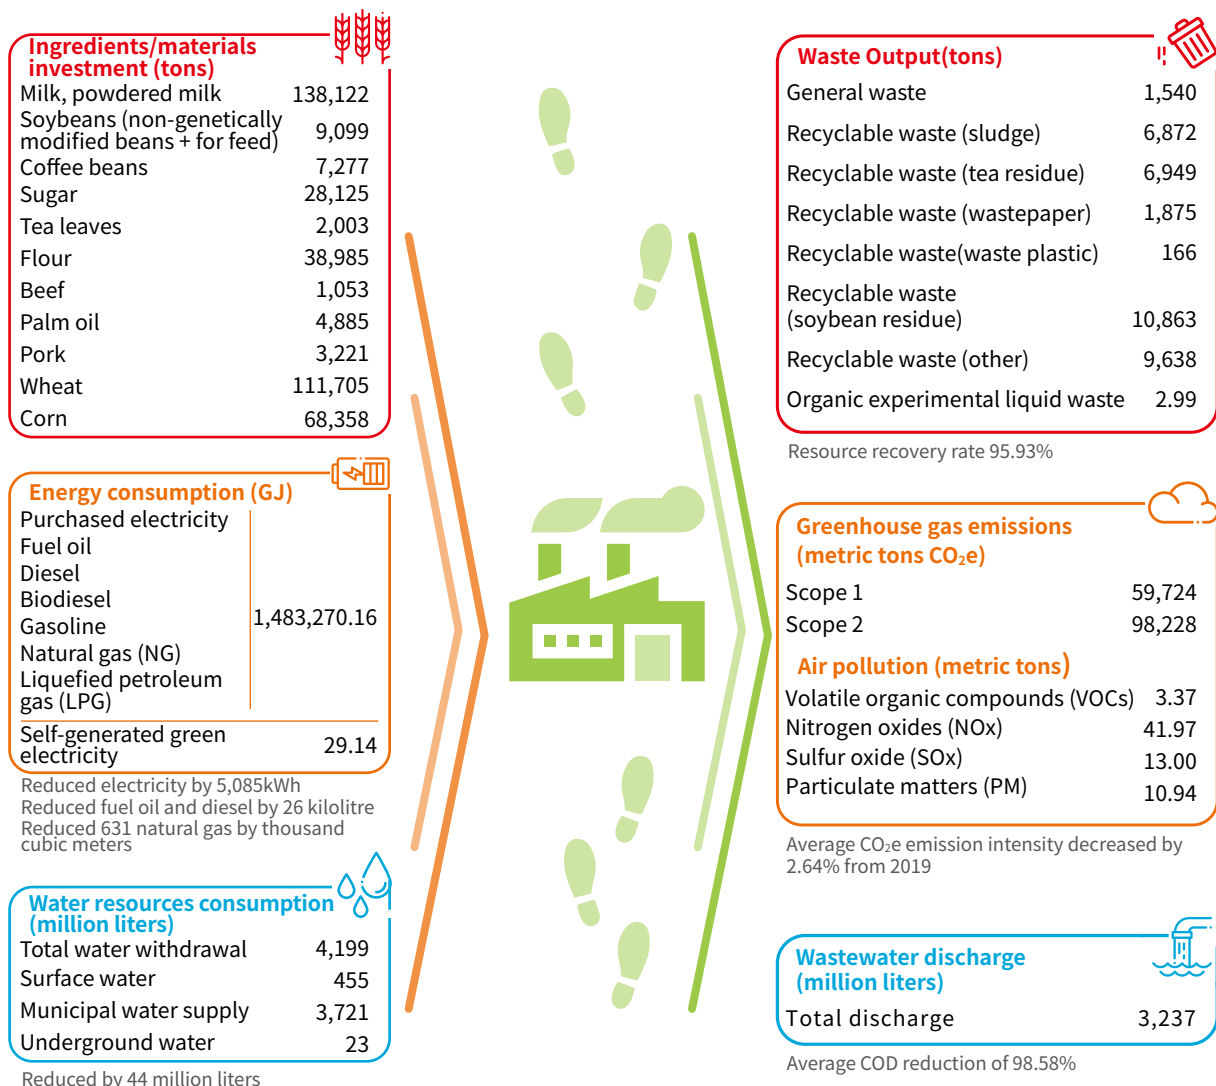 Ingredients/materials
investment (tons)
Milk, powdered milk 138,122
Soybeans (non-genetically
modified beans + for feed) 9,099
Coffee beans 7,277
Sugar 28,125
Tea leaves 2,003
Flour 38,985
Beef 1,053
Palm oil 4,885
Pork 3,221
Wheat 111,705
Corn 68,358
Energy consumption (GJ)
Purchased electricity
Fuel oil
Diesel
Biodiesel
Gasoline
1,483,270.16
Natural gas (NG)
Liquefied petroleum
gas (LPG)
Self-generated green
electricity 29.14
Reduced electricity by 5,085kWh
Reduced fuel oil and diesel by 26 kilolitre
Reduced 631 natural gas by thousand
cubic meters
Water resources consumption
(million liters)
Total water withdrawal 4,199
Surface water 455
Municipal water supply 3,721
Underground water 23
Reduced by 44 million liters
Waste Output(tons)
General waste 1,540
Recyclable waste (sludge) 6,872
Recyclable waste (tea residue) 6,949
Recyclable waste (wastepaper) 1,875
Recyclable waste(waste plastic) 166
Recyclable waste
(soybean residue) 10,863
Recyclable waste (other) 9,638
Organic experimental liquid waste 2.99
Resource recovery rate 95.93%
Greenhouse gas emissions
(metric tons CO₂e)
Scope 1 59,724
Scope 2 98,228
Air pollution (metric tons)
Volatile organic compounds (VOCs) 3.37
Nitrogen oxides (NOx) 41.97
Sulfur oxide (SOx) 13.00
Particulate matters (PM) 10.94
Average CO₂e emission intensity decreased by
2.64% from 2019
Wastewater discharge
(million liters)
Total discharge 3,237
Average COD reduction of 98.58%